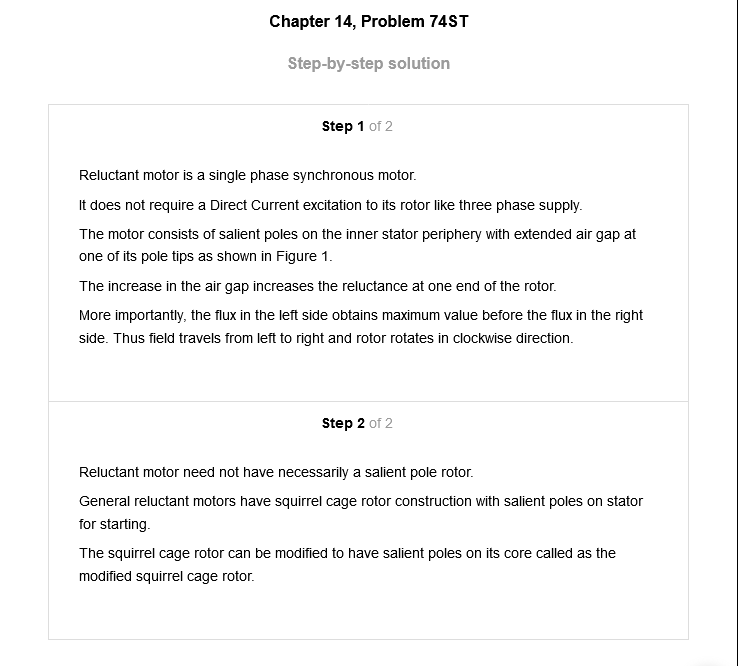 Chapter 14, Problem 74ST
Step-by-step solution
Step 1 of 2
Reluctant motor is a single phase synchronous motor.
It does not require a Direct Current excitation to its rotor like three phase supply.
The motor consists of salient poles on the inner stator periphery with extended air gap at
one of its pole tips as shown in Figure 1.
The increase in the air gap increases the reluctance at one end of the rotor.
More importantly, the flux in the left side obtains maximum value before the flux in the right
side. Thus field travels from left to right and rotor rotates in clockwise direction.
Step 2 of 2
Reluctant motor need not have necessarily a salient pole rotor.
General reluctant motors have squirrel cage rotor construction with salient poles on stator
for starting.
The squirrel cage rotor can be modified to have salient poles on its core called as the
modified squirrel cage rotor.